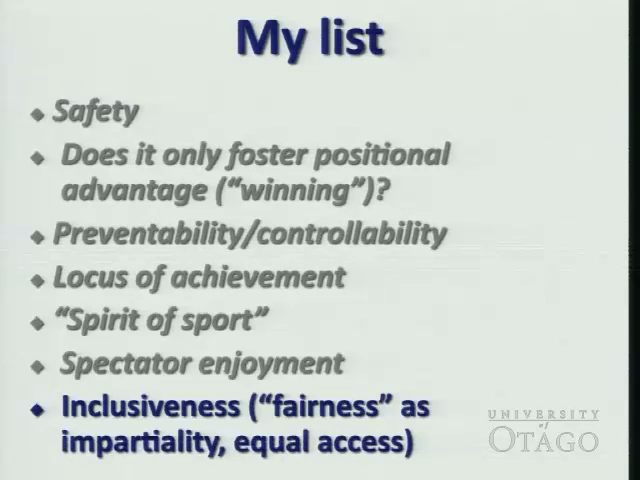 My list
Safety
Does it only foster positional
advantage (“winning”)?
Preventability/controllability
Locus of achievement
“Spirit of sport”
Spectator enjoyment
Inclusiveness (“fairness” as
impartiality, equal access)
UNIVERSITY
of
OTAGO